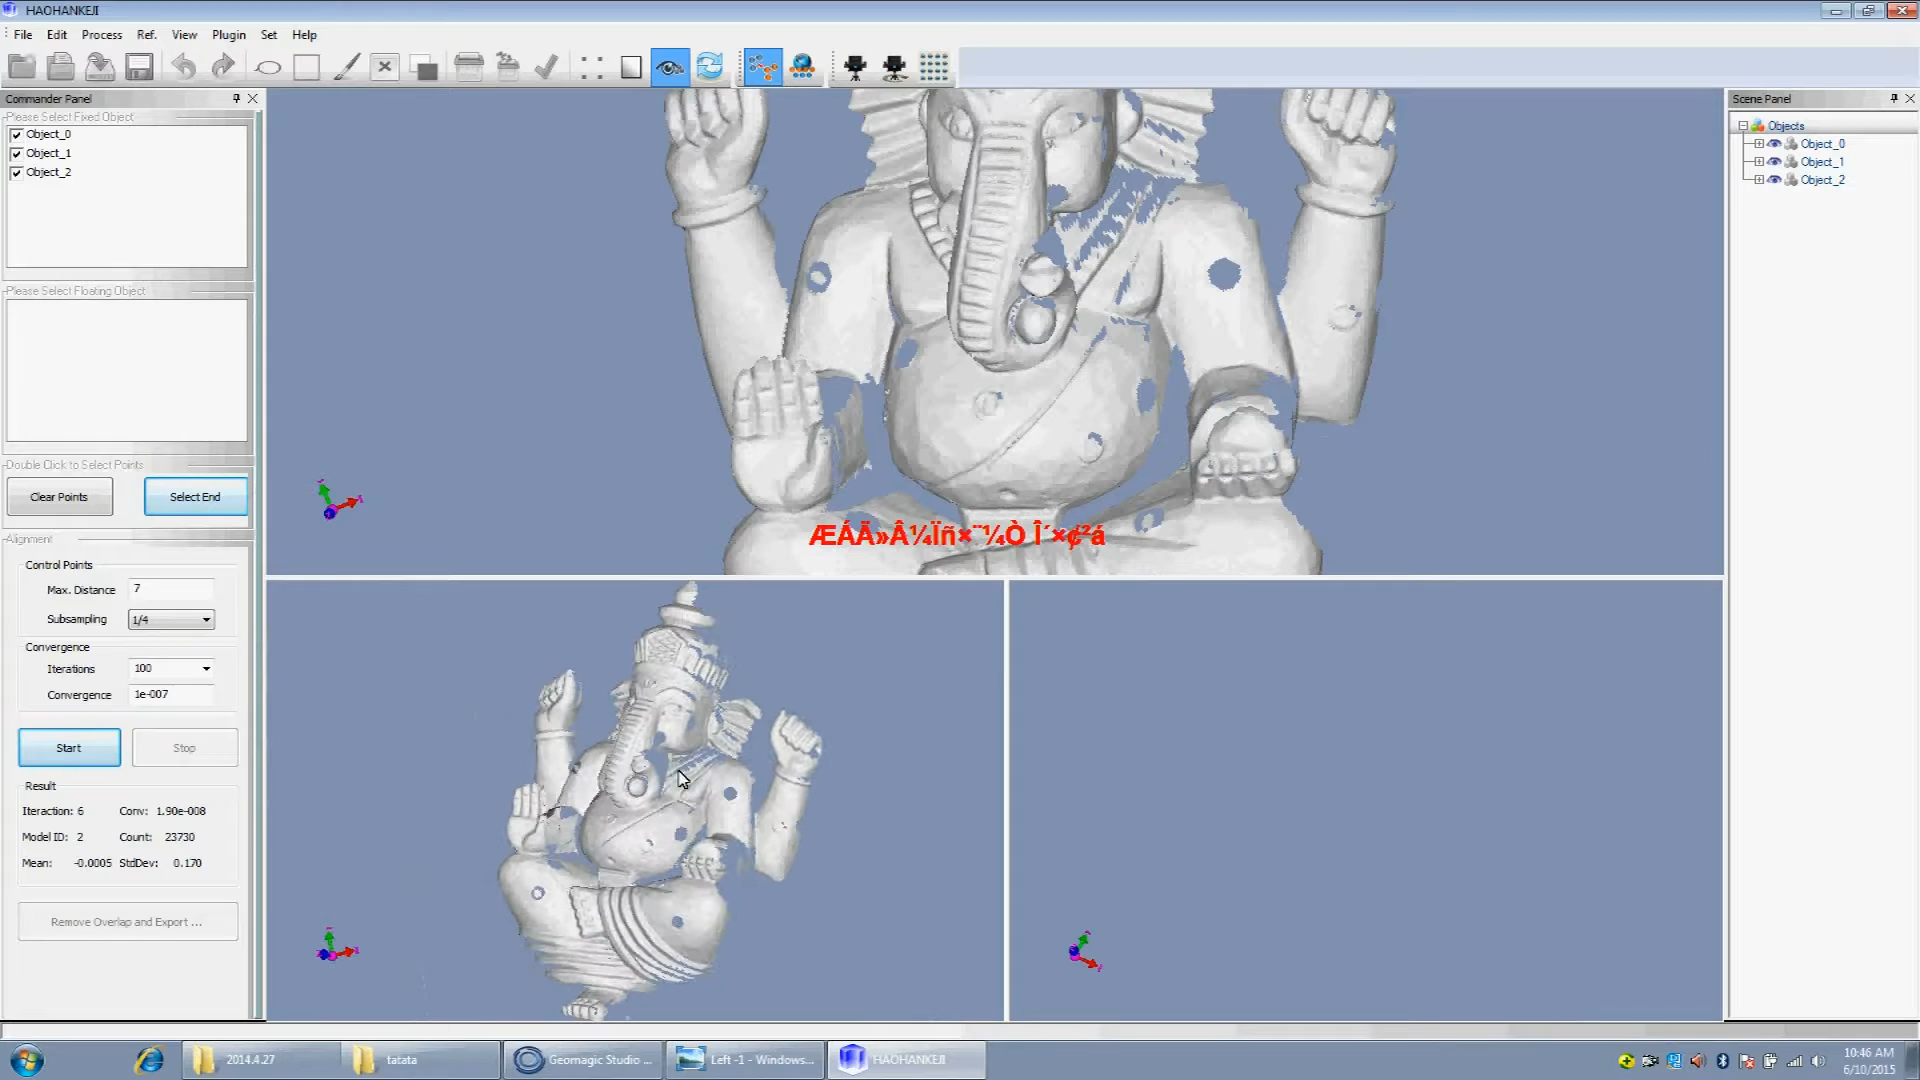 HAOHANKEJI
File Edit Process Ref. View Plugin Set Help
Commander Panel
Scene Panel
Please Select Fixed Object
Object_0
Object_1
Object_2
Please Select Floating Object
Double Click to Select Points
Clear Points Select End
Alignment
Control Points
Max. Distance 7
Subsampling 1/4
Convergence
Iterations 100
Convergence 1e-007
Start Stop
Result
Iteraction: 6 Conv: 1.90e-008
Model ID: 2 Count: 23730
Mean: -0.0005 StdDev: 0.170
Remove Overlap and Export ...
ÆÁÄ»Â¼Ïñ×¨¼Ò Î´×¢²á
Objects
Object_0
Object_1
Object_2
2014.4.27 tatata Geomagic Studio ... Left -1 - Windows... HAOHANKEJI
10:46 AM
6/10/2015